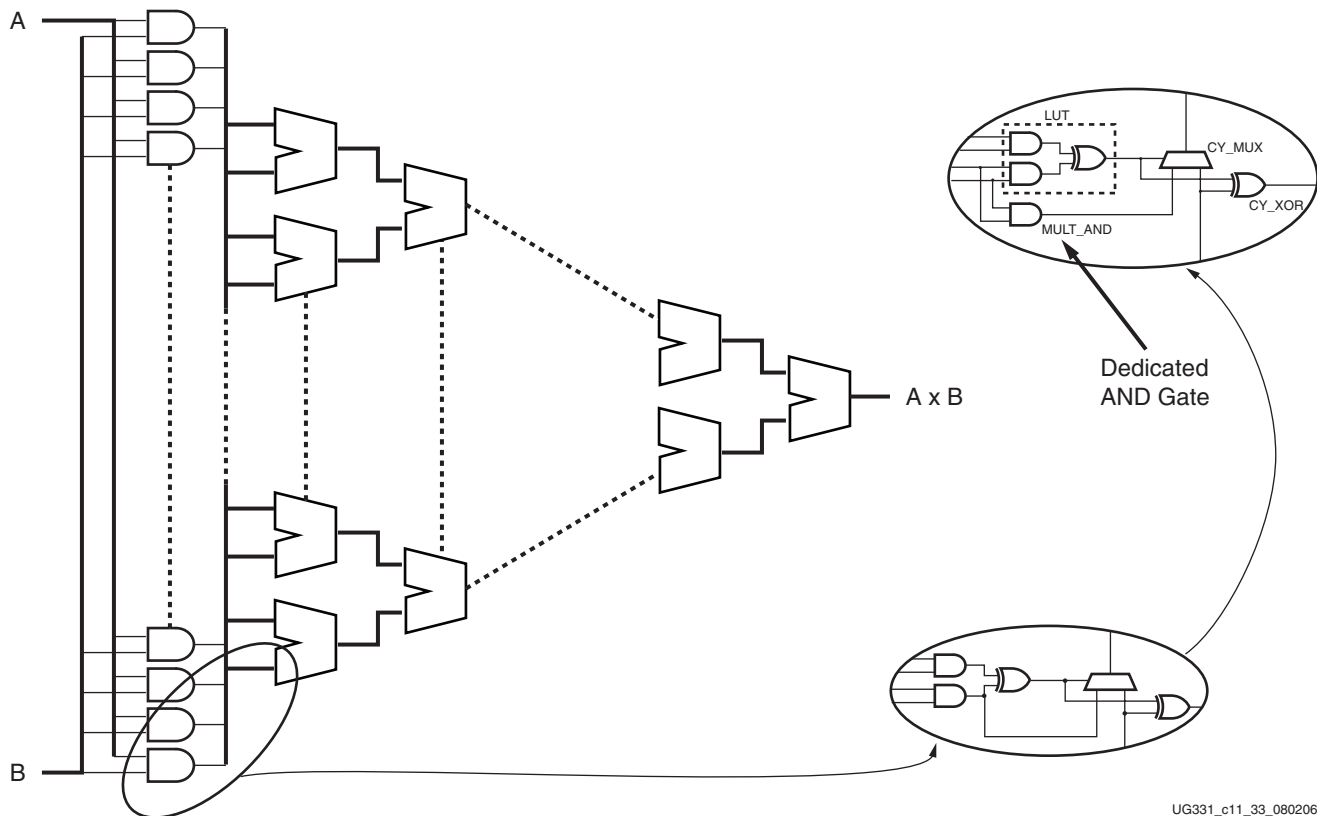 A
LUT
CY_MUX
CY_XOR
MULT_AND
Dedicated
AND Gate
A x B
B
UG331_c11_33_080206